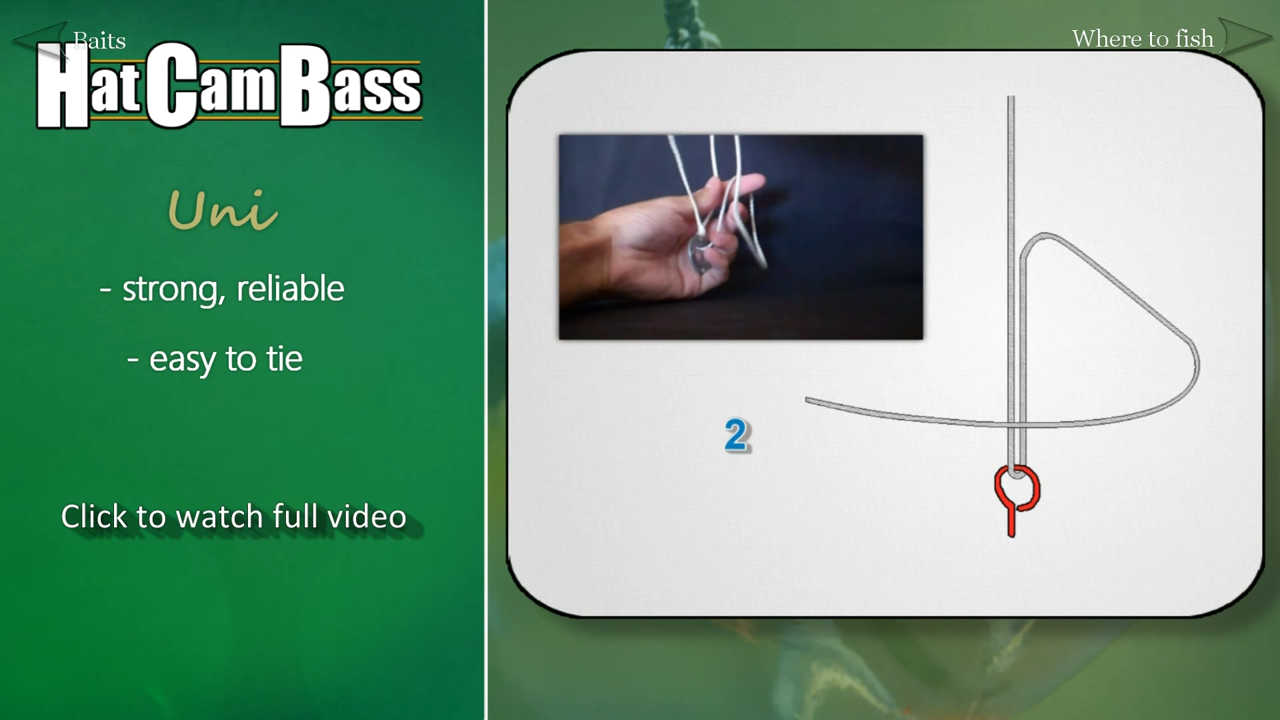 Baits
Where to fish
HatCamBass
Uni
- strong, reliable
- easy to tie
2
Click to watch full video